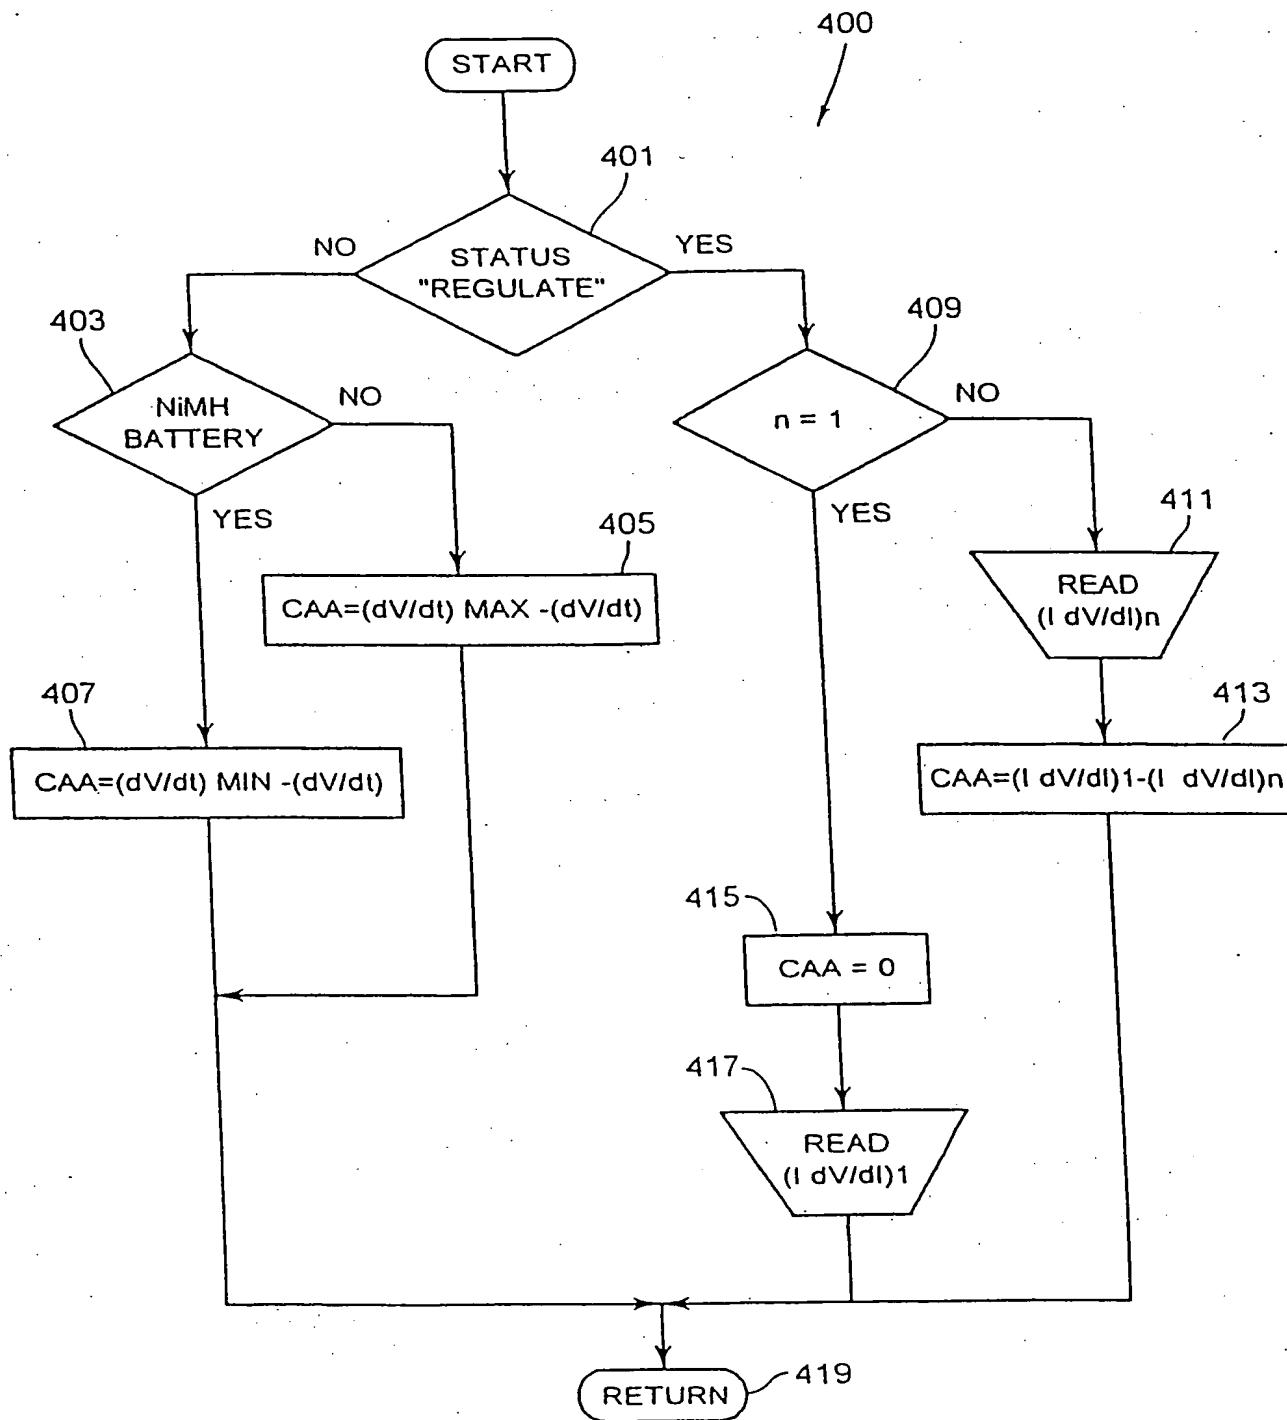 400
START
401
NO
YES
STATUS
"REGULATE"
403
409
NiMH
BATTERY
NO
n = 1
NO
YES
YES
405
411
CAA=(dV/dt) MAX -(dV/dt)
READ
(I dV/dI)n
407
413
CAA=(dV/dt) MIN -(dV/dt)
CAA=(I dV/dI)1-(I dV/dI)n
415
CAA = 0
417
READ
(I dV/dI)1
RETURN
419